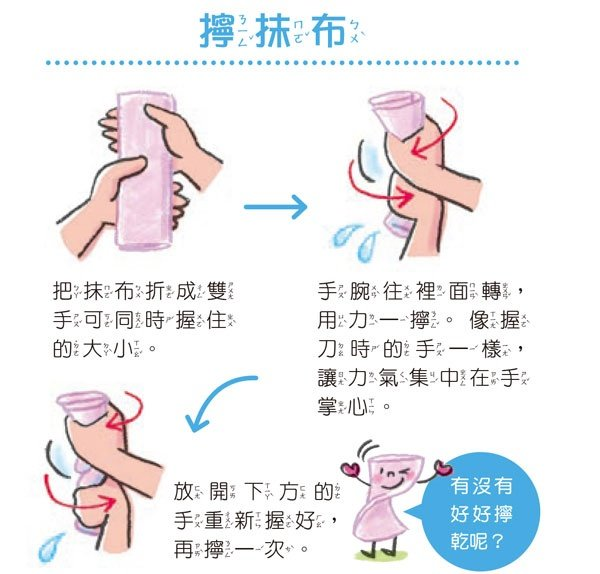 擰抹布
把抹布折成雙
手可同時握住
的大小。
手腕往裡面轉，
用力一擰。像握
刀時的手一樣，
讓力氣集中在手
掌心。
放開下方的
手重新握好，
再擰一次。
有沒有
好好擰
乾呢？